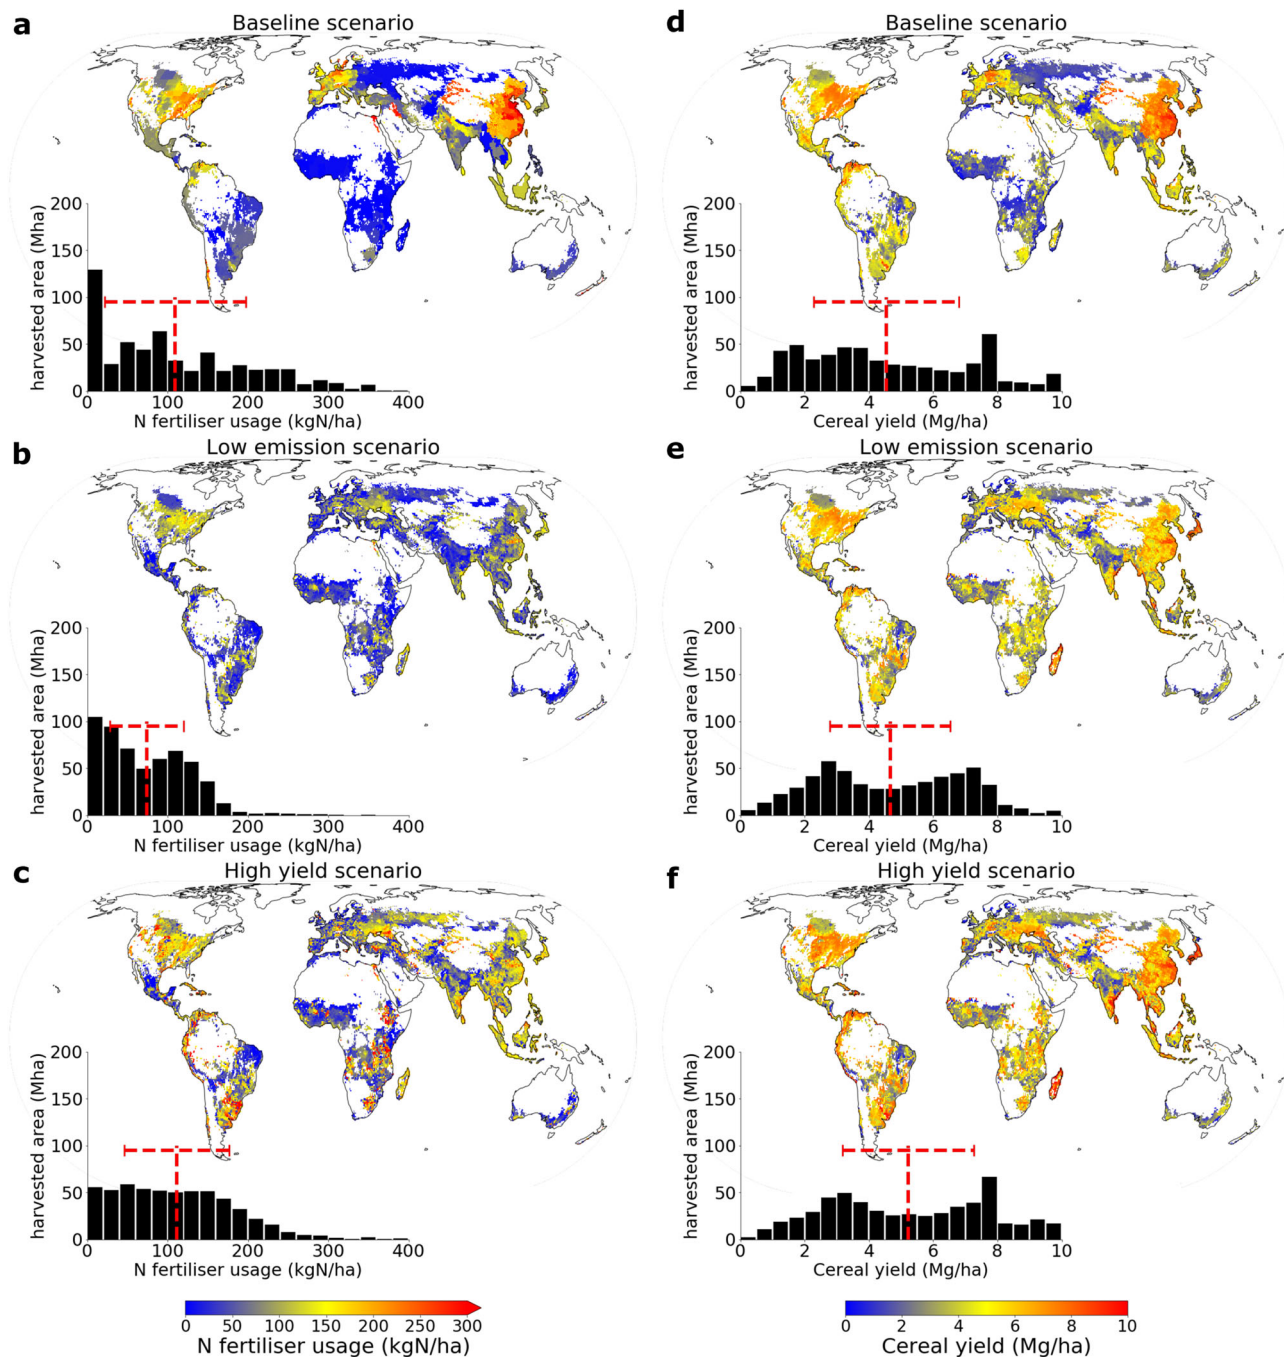 a
Baseline scenario
harvested area (Mha)
200
150
100
50
0
0 100 200 300 400
N fertiliser usage (kgN/ha)
d
Baseline scenario
harvested area (Mha)
200
150
100
50
0
0 2 4 6 8 10
Cereal yield (Mg/ha)
b
Low emission scenario
harvested area (Mha)
200
150
100
50
0
0 100 200 300 400
N fertiliser usage (kgN/ha)
e
Low emission scenario
harvested area (Mha)
200
150
100
50
0
0 2 4 6 8 10
Cereal yield (Mg/ha)
c
High yield scenario
harvested area (Mha)
200
150
100
50
0
0 100 200 300 400
N fertiliser usage (kgN/ha)
f
High yield scenario
harvested area (Mha)
200
150
100
50
0
0 2 4 6 8 10
Cereal yield (Mg/ha)
0 50 100 150 200 250 300
N fertiliser usage (kgN/ha)
0 2 4 6 8 10
Cereal yield (Mg/ha)